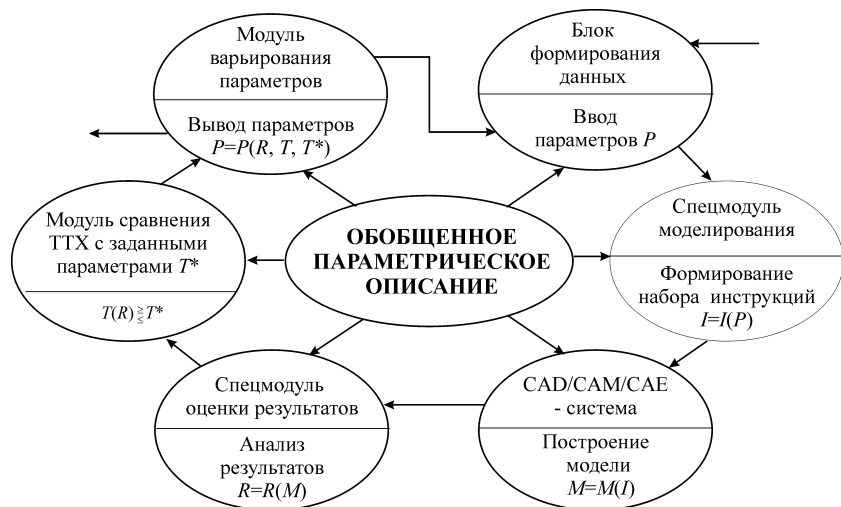 Модуль
варьирования
параметров
Вывод параметров
P=P(R, T, T*)
Блок
формирования
данных
Ввод
параметров P
Модуль сравнения
ТТХ с заданными
параметрами T*
T(R)⪌T*
ОБОБЩЕННОЕ
ПАРАМЕТРИЧЕСКОЕ
ОПИСАНИЕ
Спецмодуль
моделирования
Формирование
набора инструкций
I=I(P)
Спецмодуль
оценки результатов
Анализ
результатов
R=R(M)
CAD/CAM/CAE
- система
Построение
модели
M=M(I)